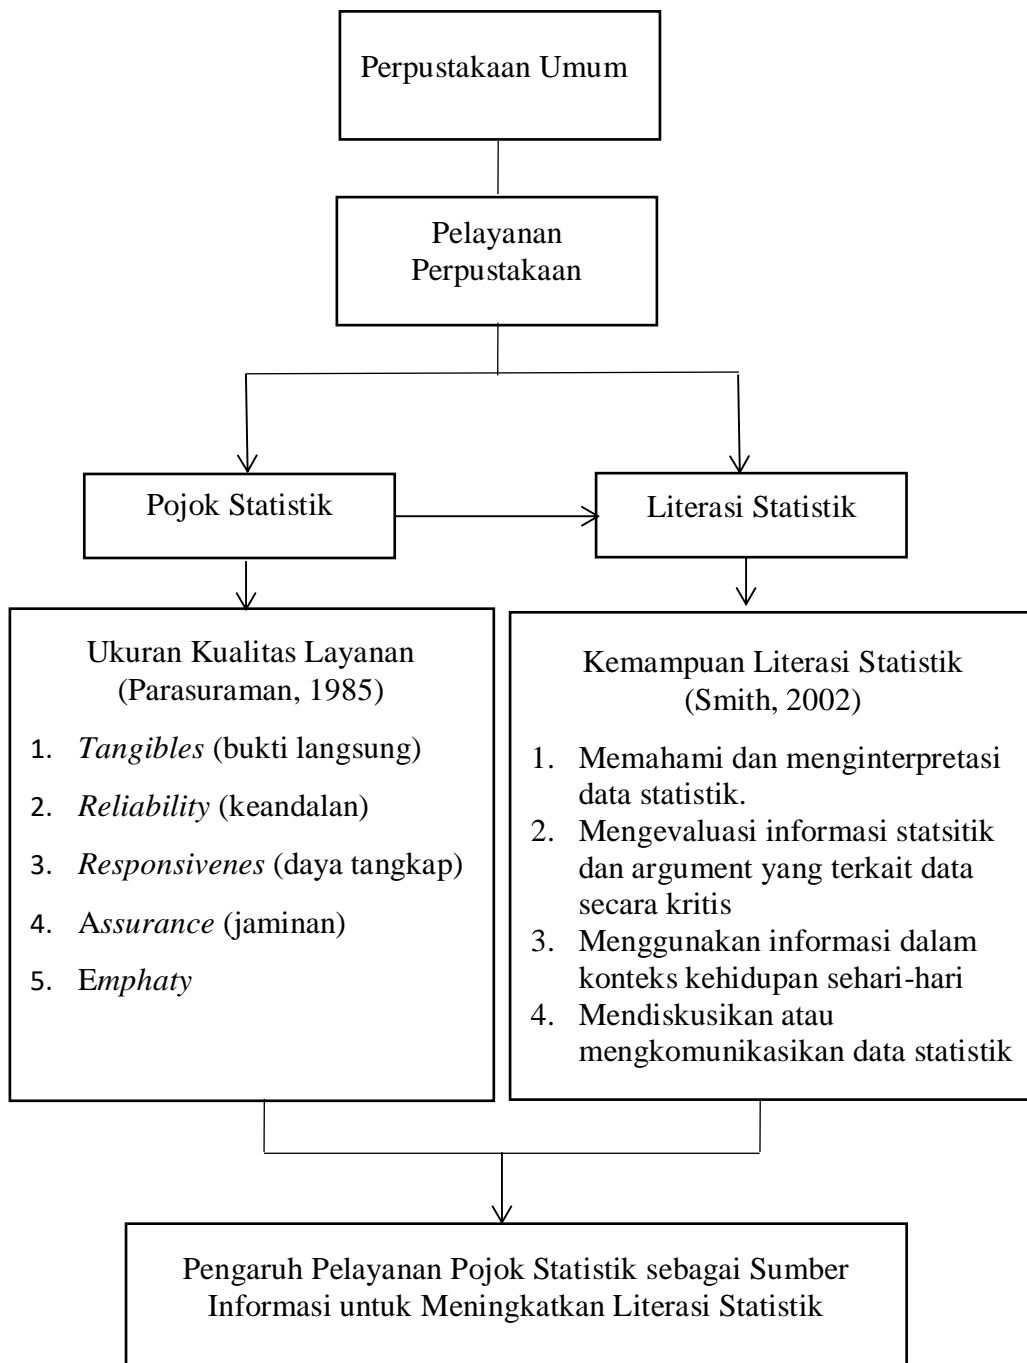 Perpustakaan Umum
Pelayanan
Perpustakaan
Pojok Statistik
Literasi Statistik
Ukuran Kualitas Layanan
(Parasuraman, 1985)
1. Tangibles (bukti langsung)
2. Reliability (keandalan)
3. Responsivenes (daya tangkap)
4. Assurance (jaminan)
5. Emphaty
Kemampuan Literasi Statistik
(Smith, 2002)
1. Memahami dan menginterpretasi
data statistik.
2. Mengevaluasi informasi statsitik
dan argument yang terkait data
secara kritis
3. Menggunakan informasi dalam
konteks kehidupan sehari-hari
4. Mendiskusikan atau
mengkomunikasikan data statistik
Pengaruh Pelayanan Pojok Statistik sebagai Sumber
Informasi untuk Meningkatkan Literasi Statistik